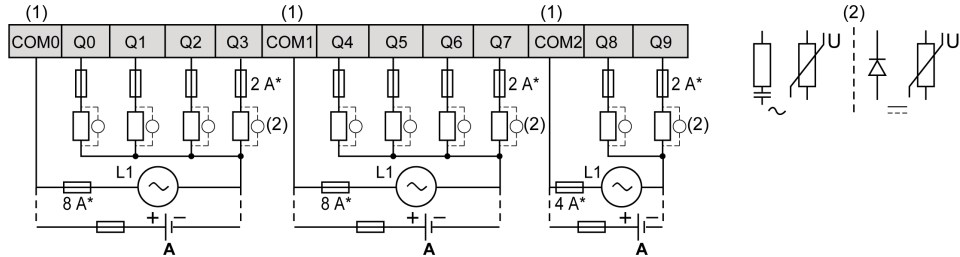 (1) (1) (1) (2)
COM0 Q0 Q1 Q2 Q3 COM1 Q4 Q5 Q6 Q7 COM2 Q8 Q9
U U
2 A* 2 A* 2 A*
(2) (2) (2)
L1 L1 L1
8 A* 8 A* 4 A*
+ − + − + −
A A A